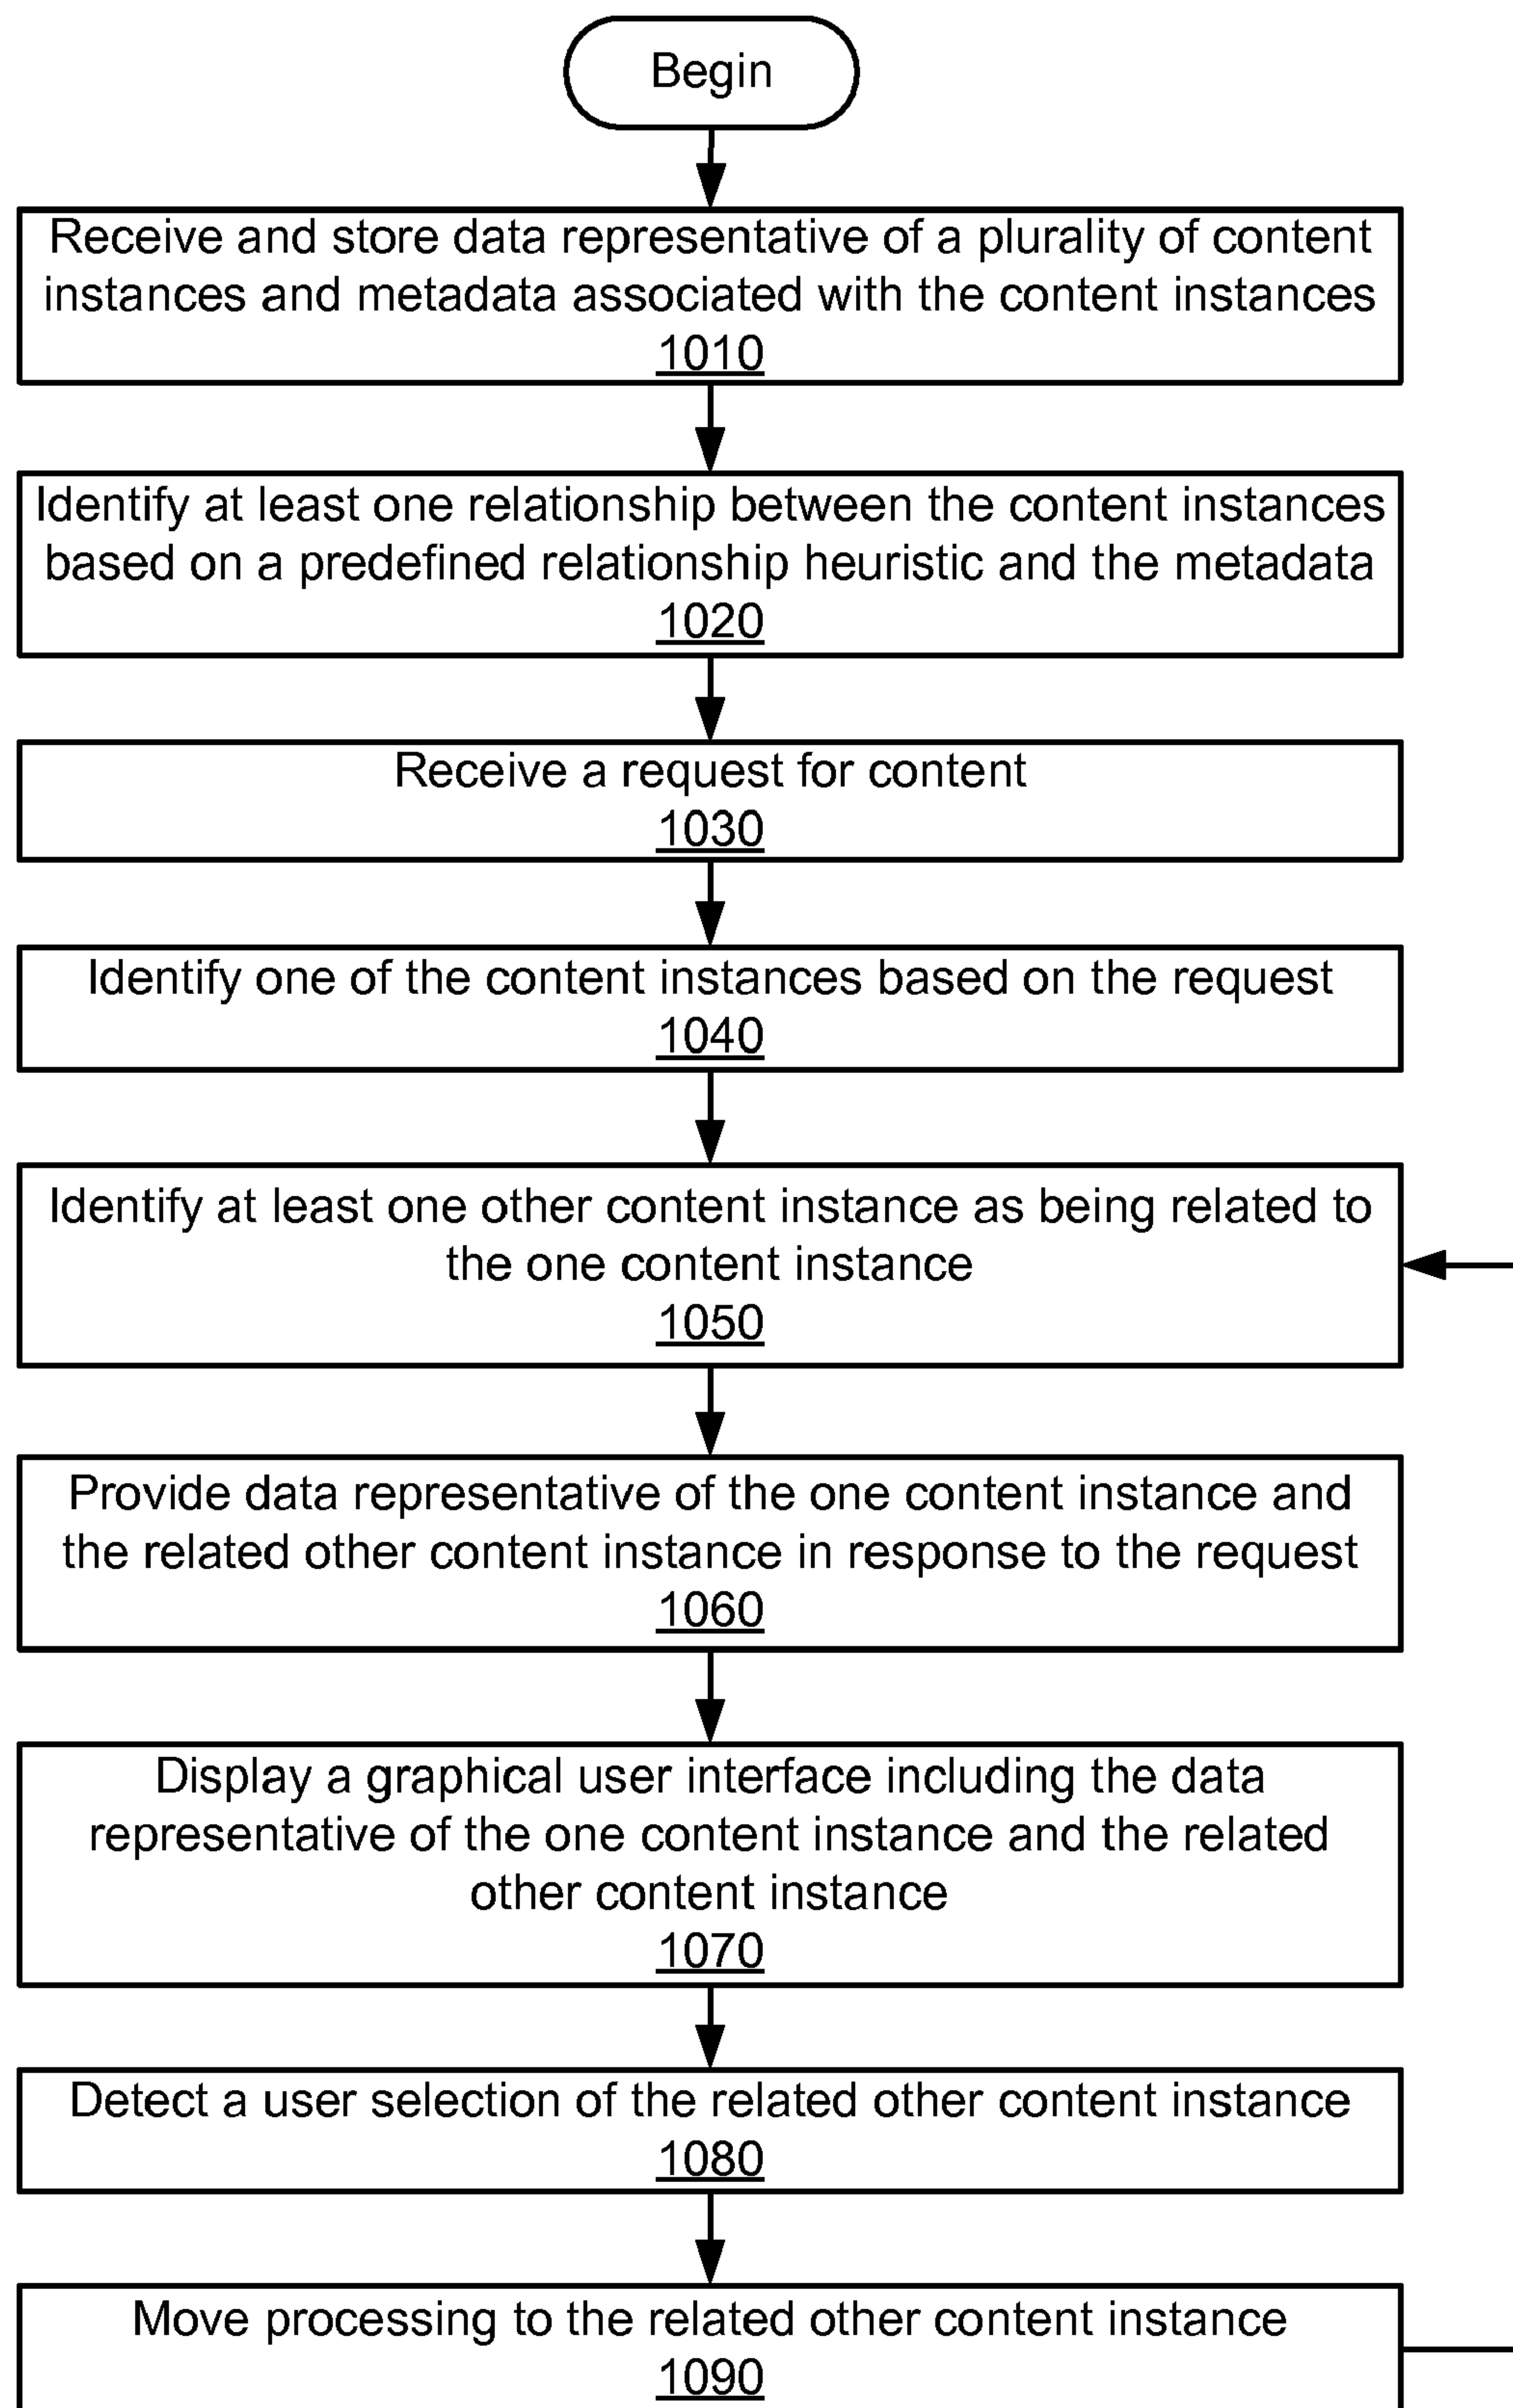 Begin
Receive and store data representative of a plurality of content
instances and metadata associated with the content instances
1010
Identify at least one relationship between the content instances
based on a predefined relationship heuristic and the metadata
1020
Receive a request for content
1030
Identify one of the content instances based on the request
1040
Identify at least one other content instance as being related to
the one content instance
1050
Provide data representative of the one content instance and
the related other content instance in response to the request
1060
Display a graphical user interface including the data
representative of the one content instance and the related
other content instance
1070
Detect a user selection of the related other content instance
1080
Move processing to the related other content instance
1090